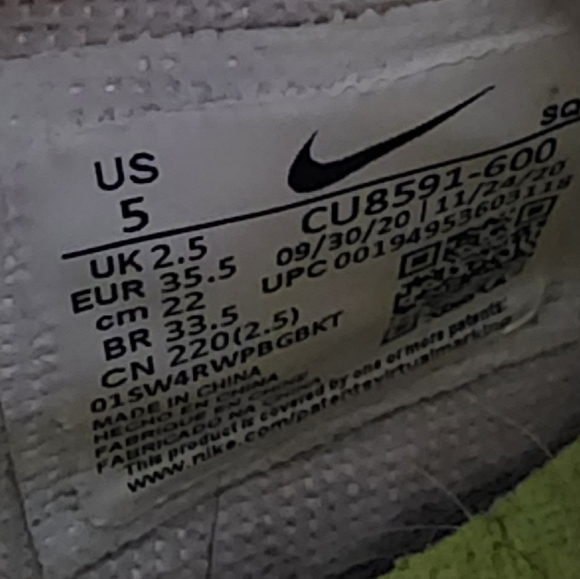 SQ
US
5
CU8591-600
09/30/20 | 11/24/20
UPC 00194953603118
UK 2.5
EUR 35.5
cm 22
BR 33.5
CN 220(2.5)
01SW4RWPBGBKT
MADE IN CHINA
HECHO EN CHINA
FABRIQUE EN CHINE
FABRICADO NA CHINA
This product is covered by one or more patents.
www.nike.com/patentsvirtualmarking